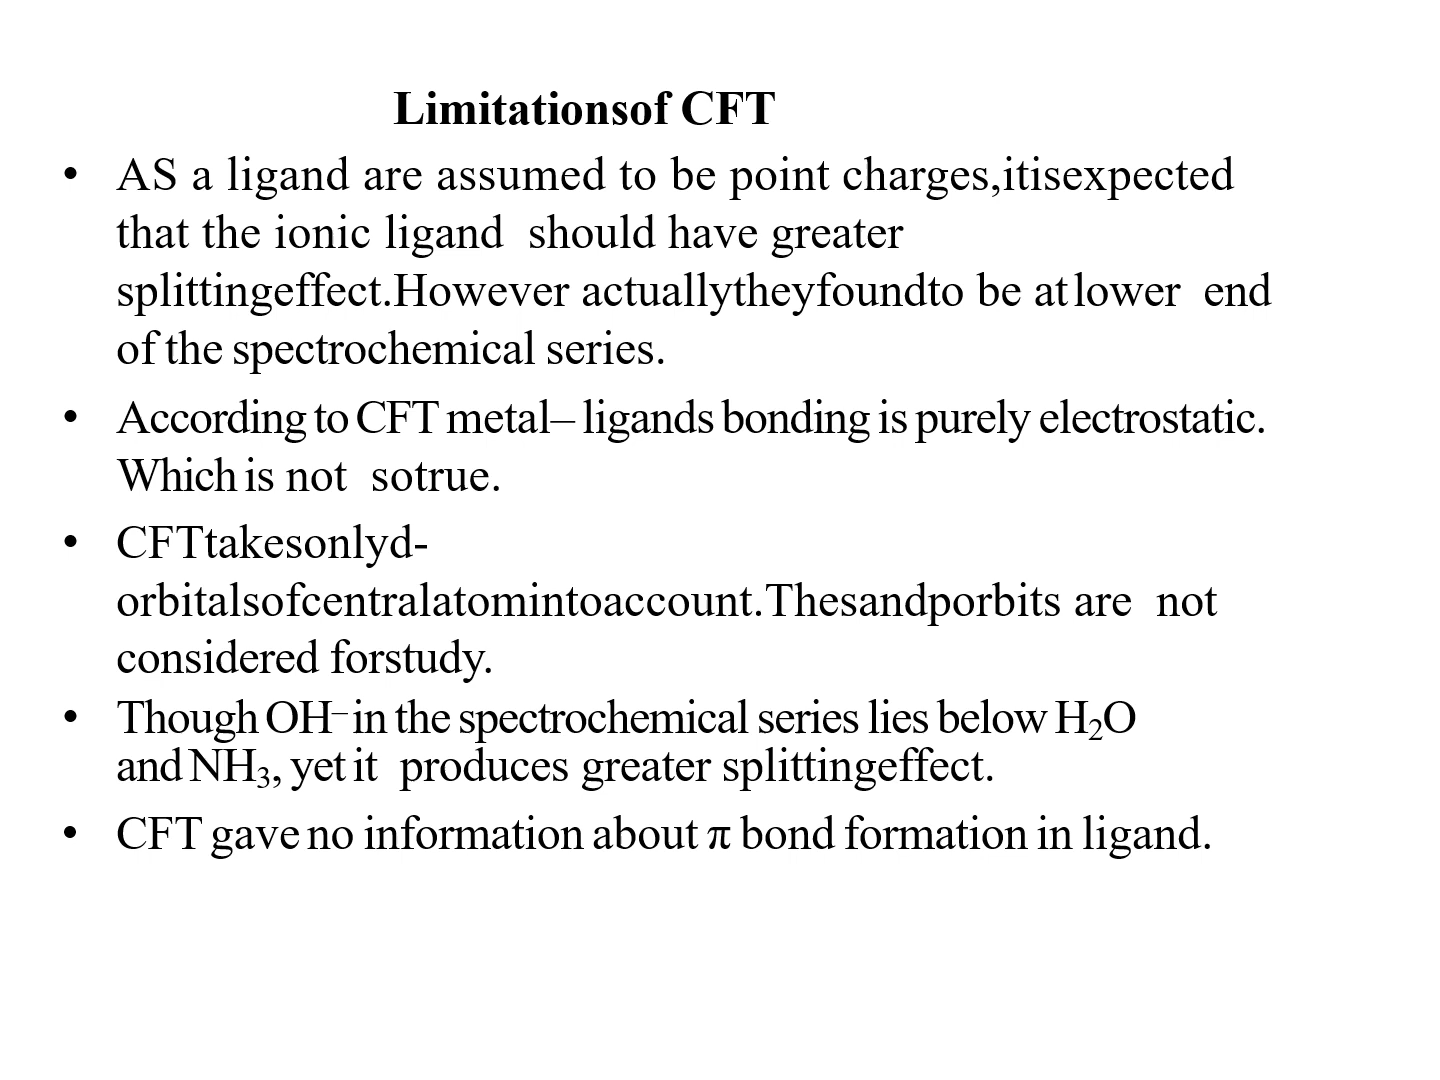 Limitationsof CFT
• AS a ligand are assumed to be point charges,itisexpected
that the ionic ligand should have greater
splittingeffect.However actuallytheyfoundto be at lower end
of the spectrochemical series.
• According to CFT metal– ligands bonding is purely electrostatic.
Which is not sotrue.
• CFTtakesonlyd-
orbitalsofcentralatomintoaccount.Thesandporbits are not
considered forstudy.
• Though OH⁻ in the spectrochemical series lies below H₂O
and NH₃, yet it produces greater splittingeffect.
• CFT gave no information about π bond formation in ligand.